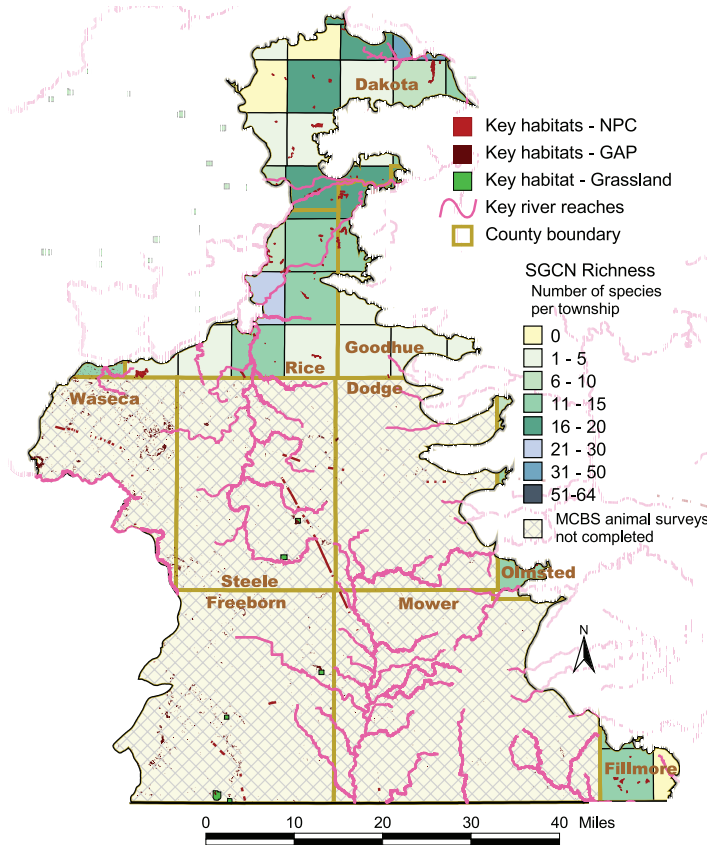 Dakota
Key habitats - NPC
Key habitats - GAP
Key habitat - Grassland
Key river reaches
County boundary
SGCN Richness
Number of species
per township
0
1 - 5
6 - 10
11 - 15
16 - 20
21 - 30
31 - 50
51-64
MCBS animal surveys
not completed
Goodhue
Rice
Dodge
Waseca
Olmsted
Steele
Freeborn
Mower
N
Fillmore
0 10 20 40 Miles